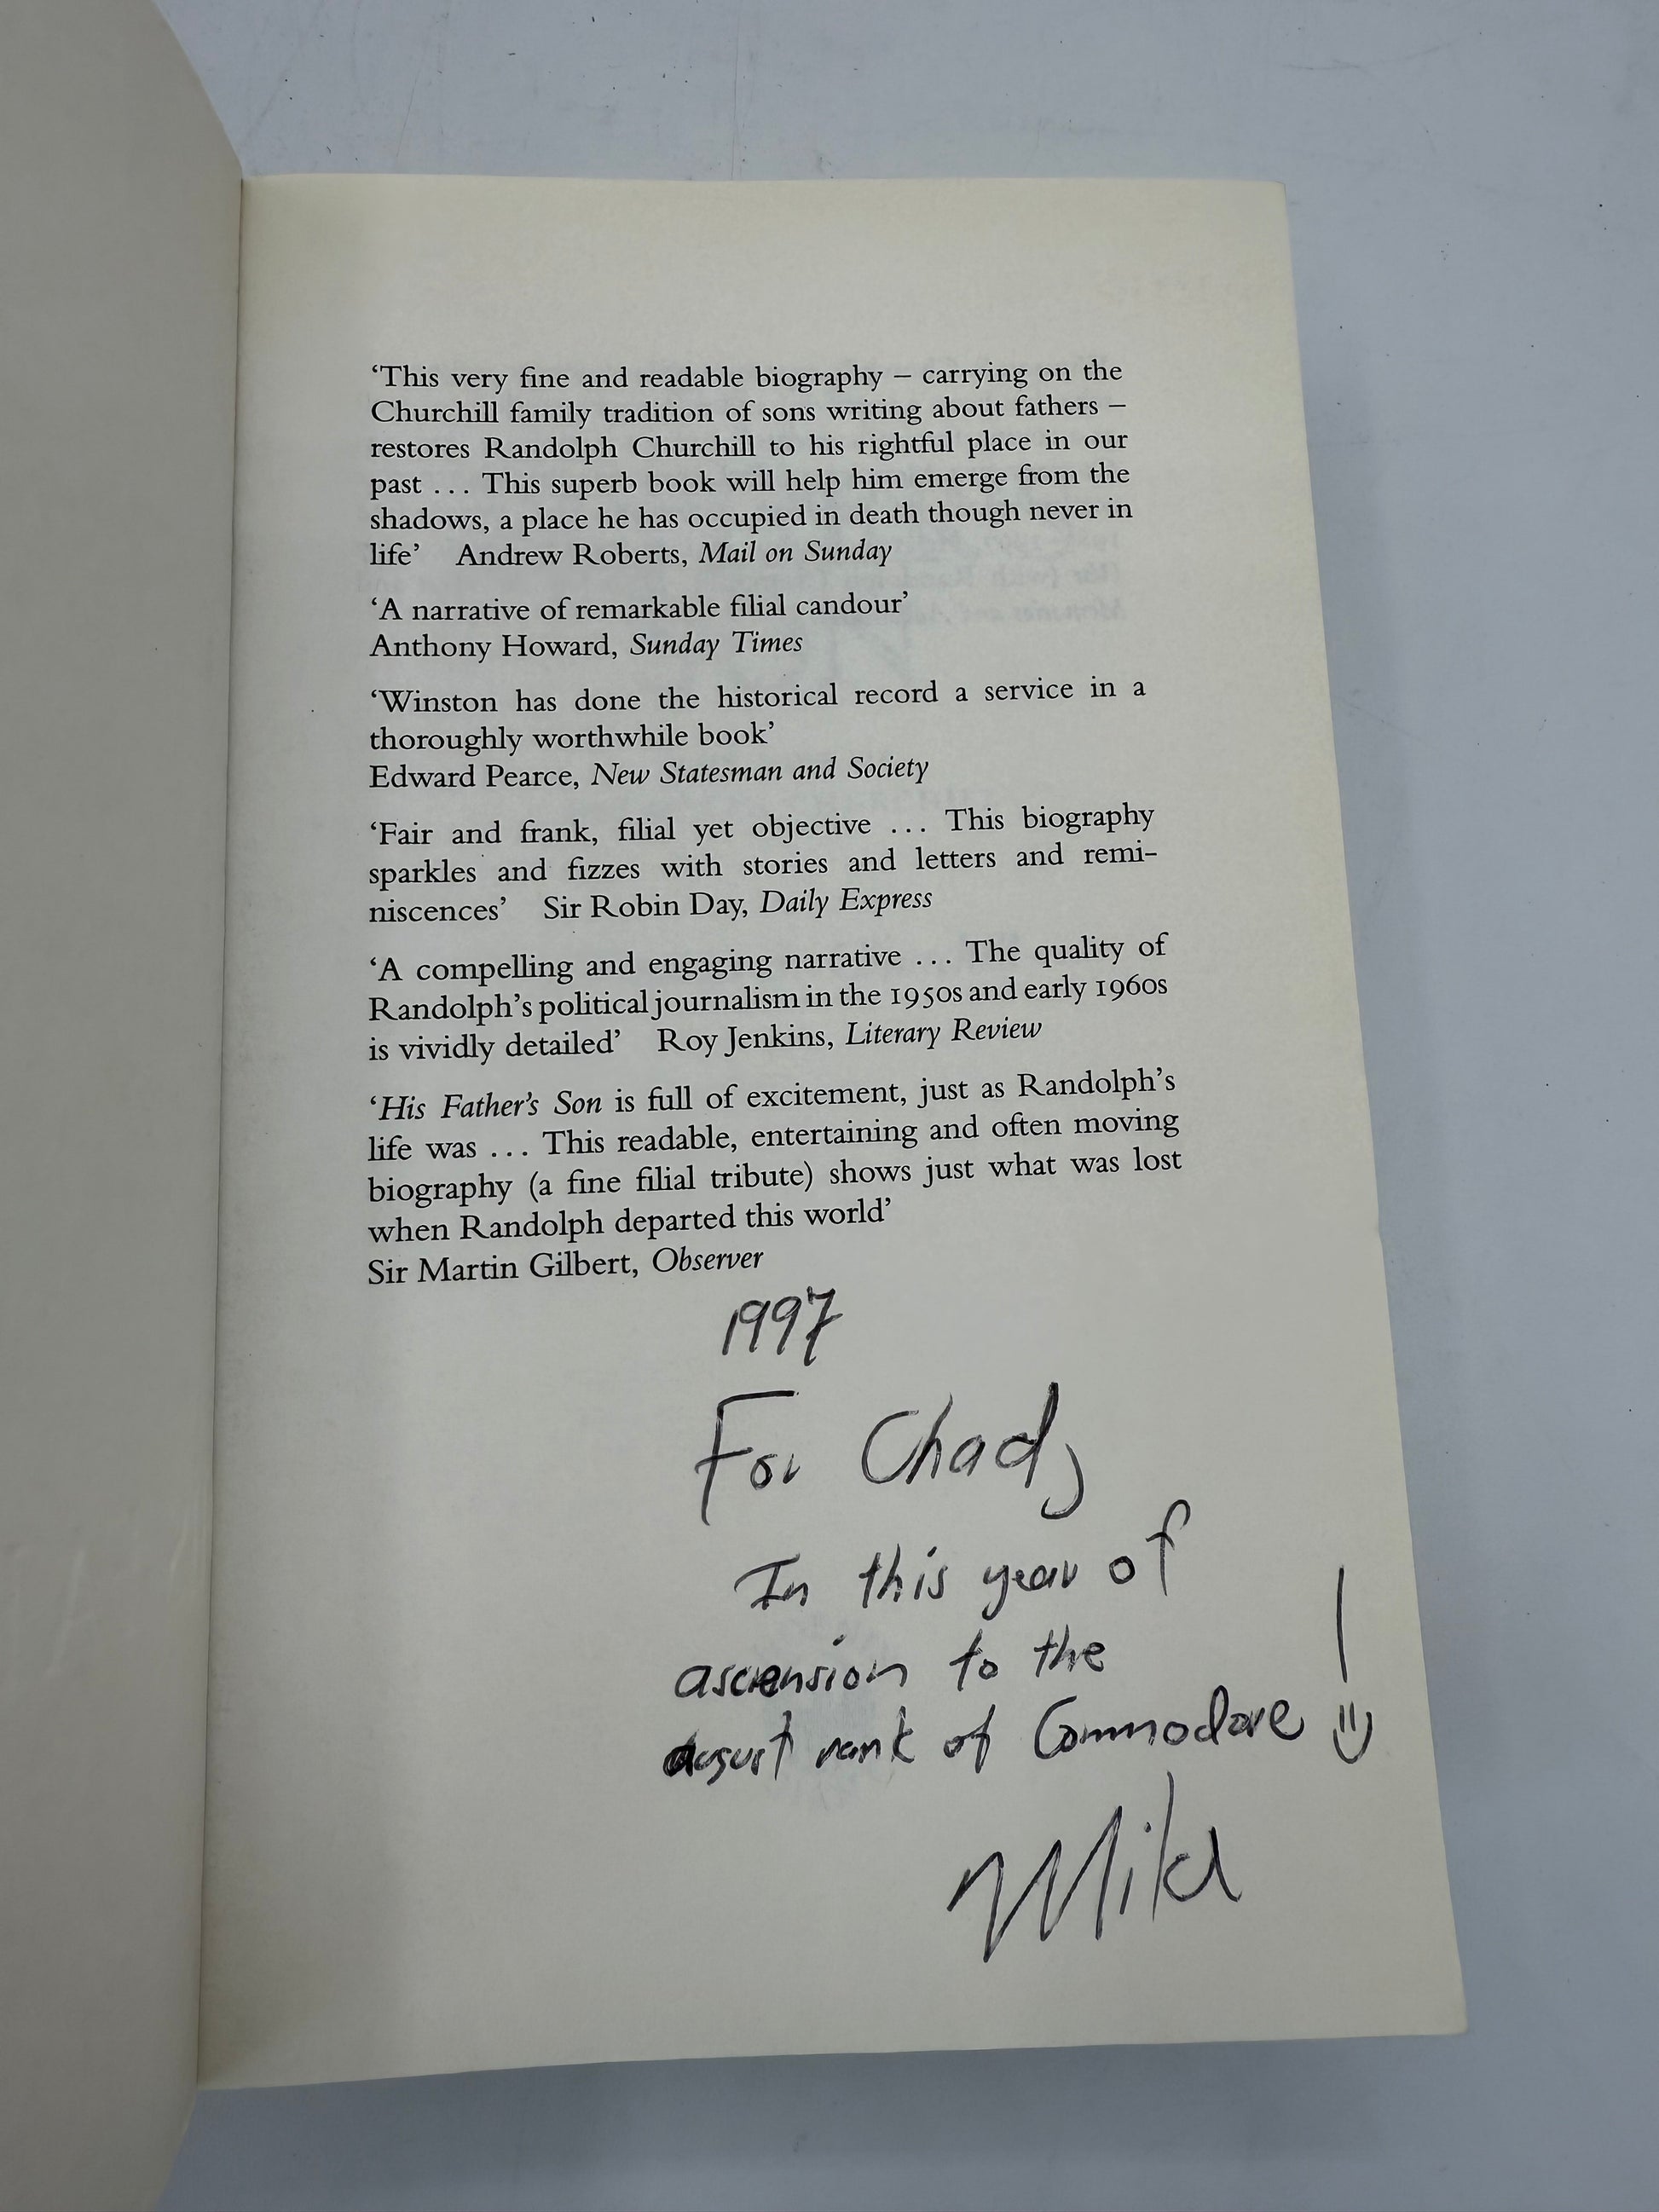 ‘This very fine and readable biography – carrying on the
Churchill family tradition of sons writing about fathers –
restores Randolph Churchill to his rightful place in our
past ... This superb book will help him emerge from the
shadows, a place he has occupied in death though never in
life’ Andrew Roberts, Mail on Sunday
‘A narrative of remarkable filial candour’
Anthony Howard, Sunday Times
‘Winston has done the historical record a service in a
thoroughly worthwhile book’
Edward Pearce, New Statesman and Society
‘Fair and frank, filial yet objective ... This biography
sparkles and fizzes with stories and letters and remi-
niscences’ Sir Robin Day, Daily Express
‘A compelling and engaging narrative ... The quality of
Randolph’s political journalism in the 1950s and early 1960s
is vividly detailed’ Roy Jenkins, Literary Review
‘His Father’s Son is full of excitement, just as Randolph’s
life was ... This readable, entertaining and often moving
biography (a fine filial tribute) shows just what was lost
when Randolph departed this world’
Sir Martin Gilbert, Observer
1997
For Chad,
In this year of
ascension to the
august rank of Commodore!